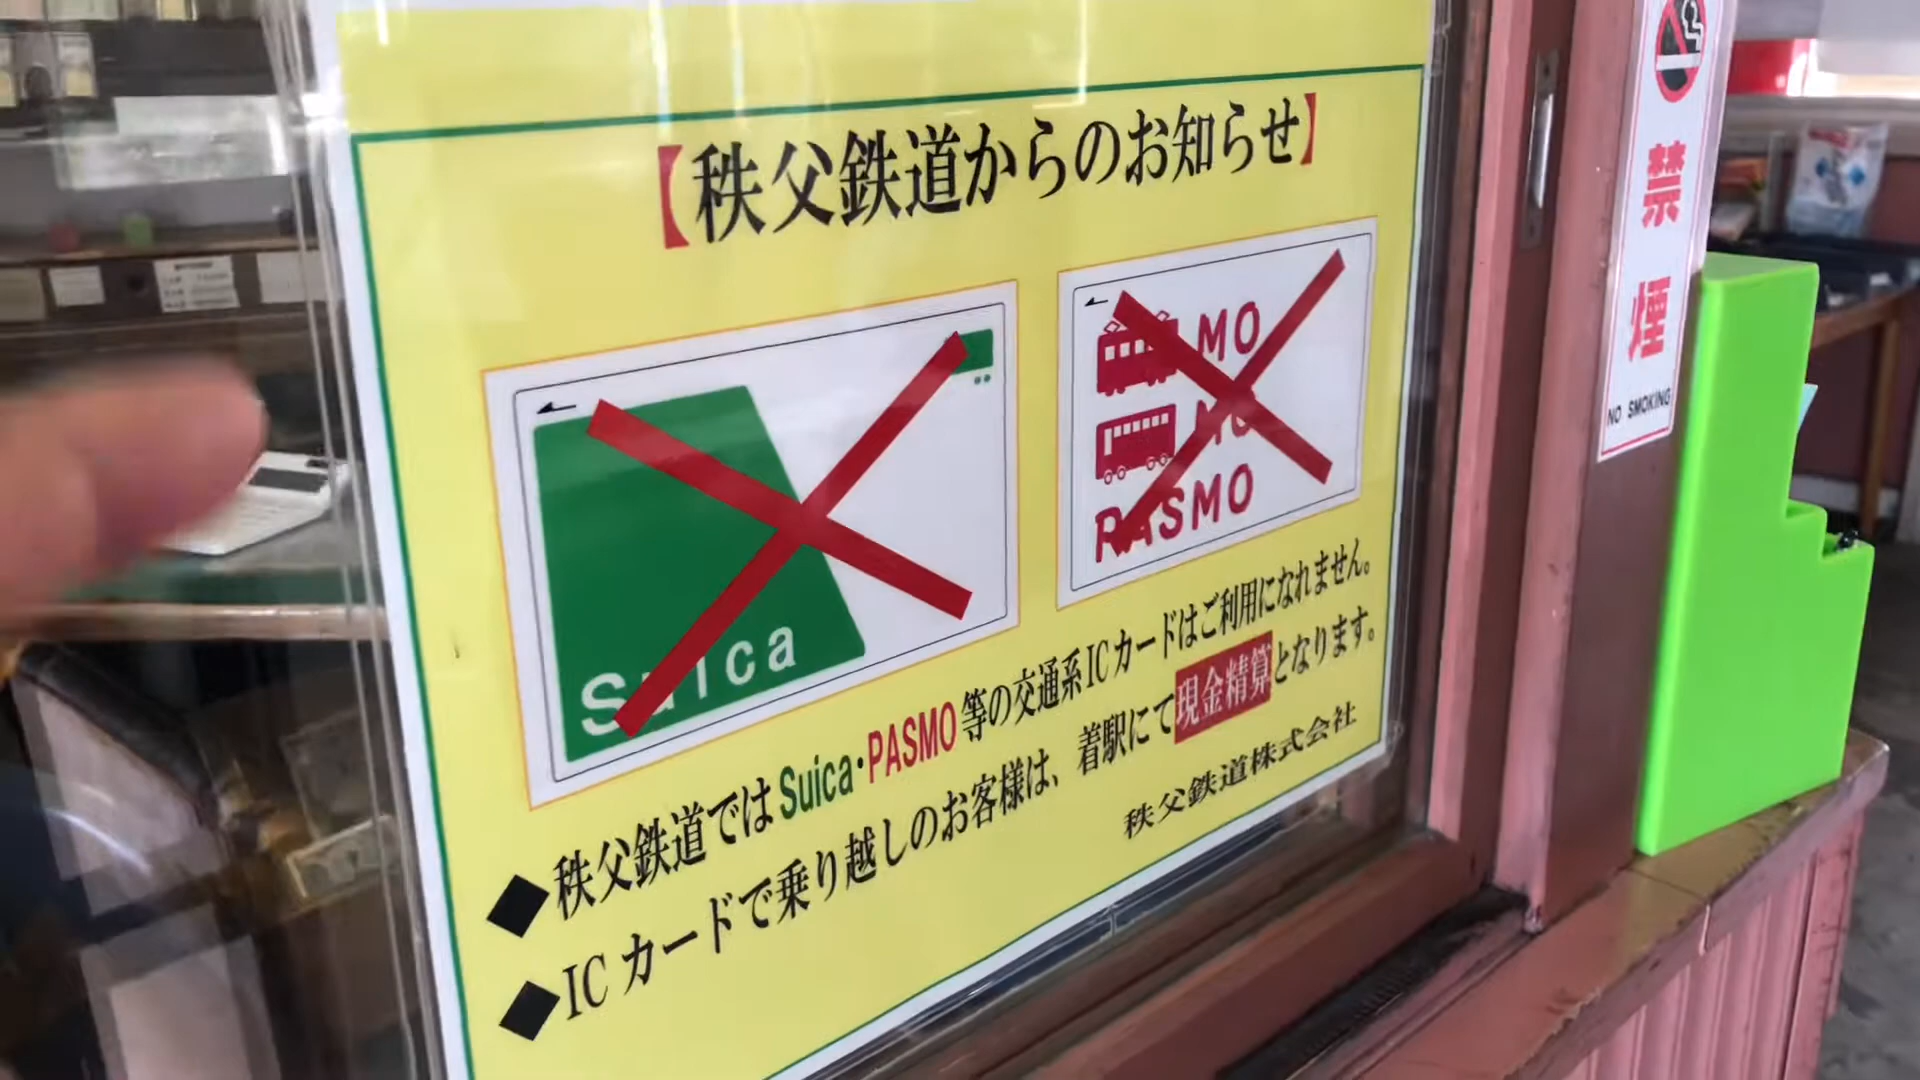 【秩父鉄道からのお知らせ】
Suica
MO
MO
PASMO
◆秩父鉄道ではSuica・PASMO等の交通系ICカードはご利用になれません。
◆ICカードで乗り越しのお客様は、着駅にて現金精算となります。
秩父鉄道株式会社
禁煙
NO SMOKING